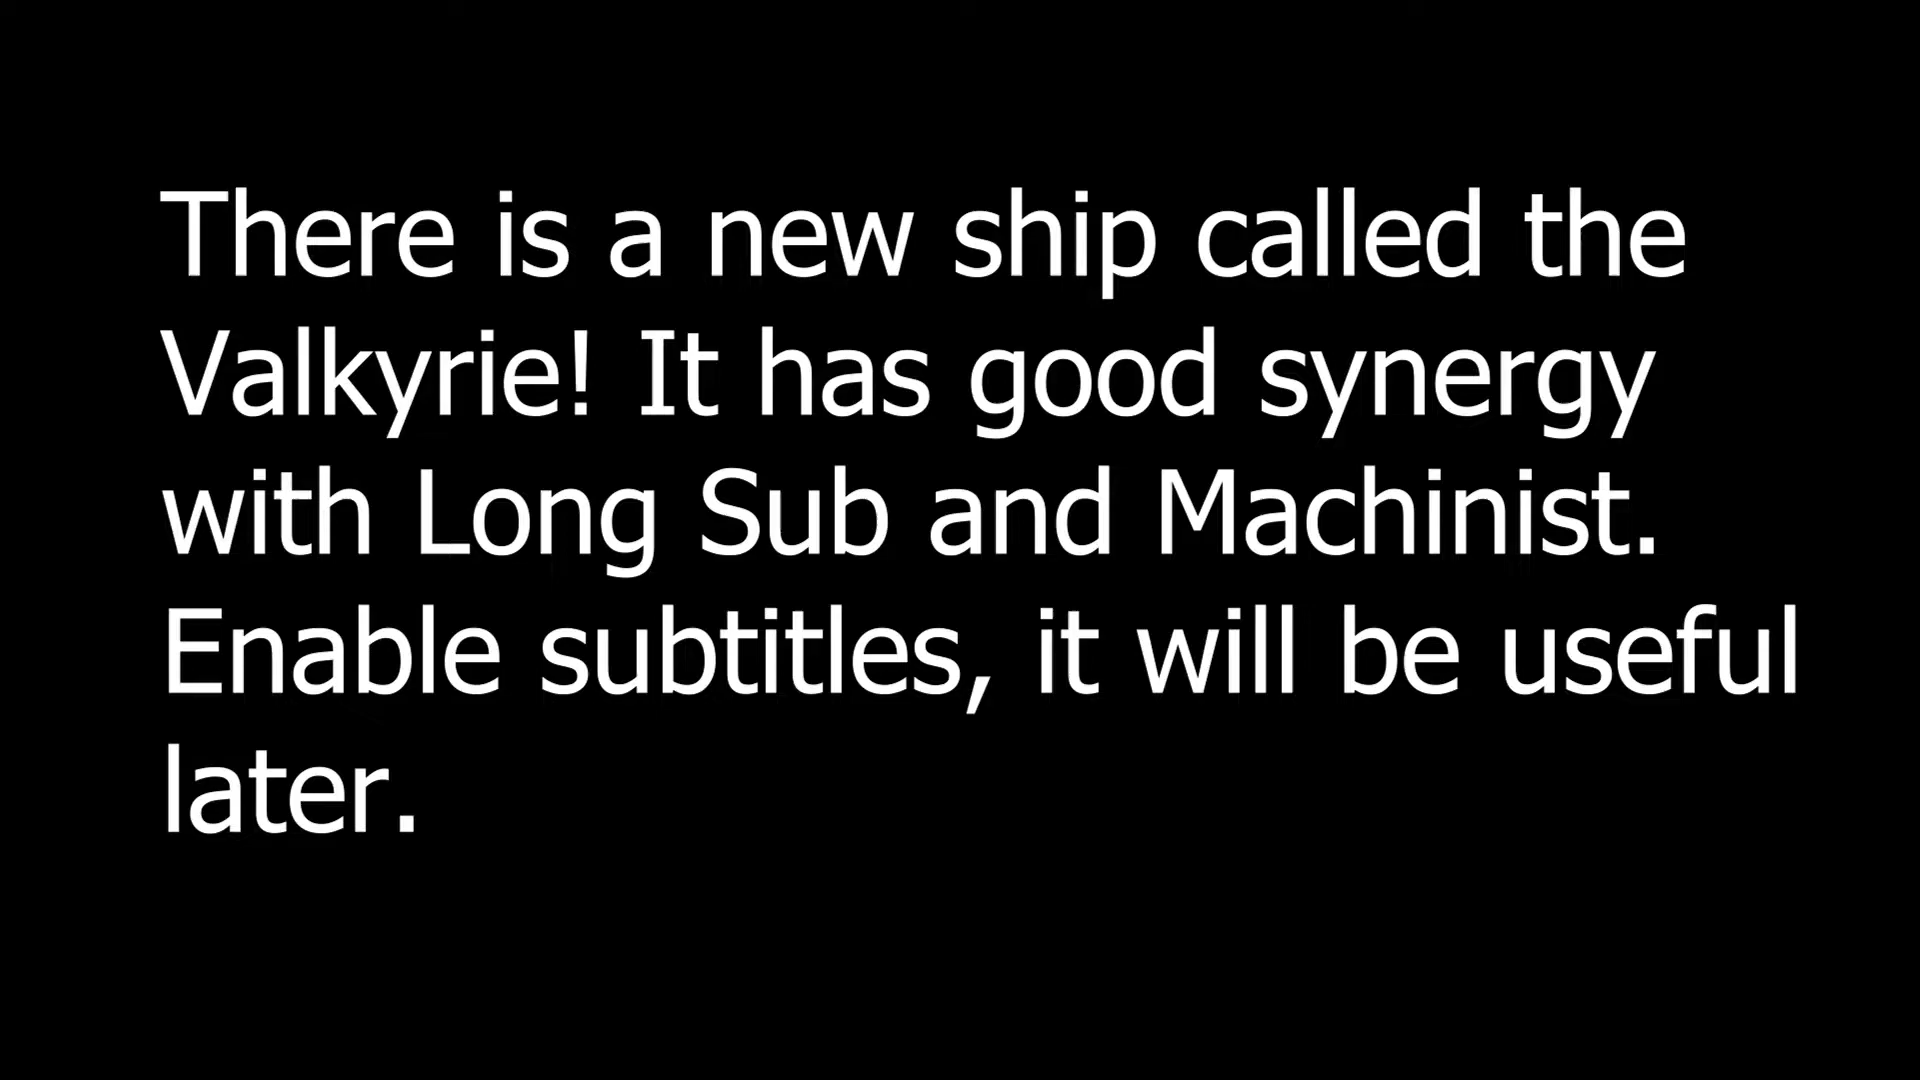 There is a new ship called the
Valkyrie! It has good synergy
with Long Sub and Machinist.
Enable subtitles, it will be useful
later.